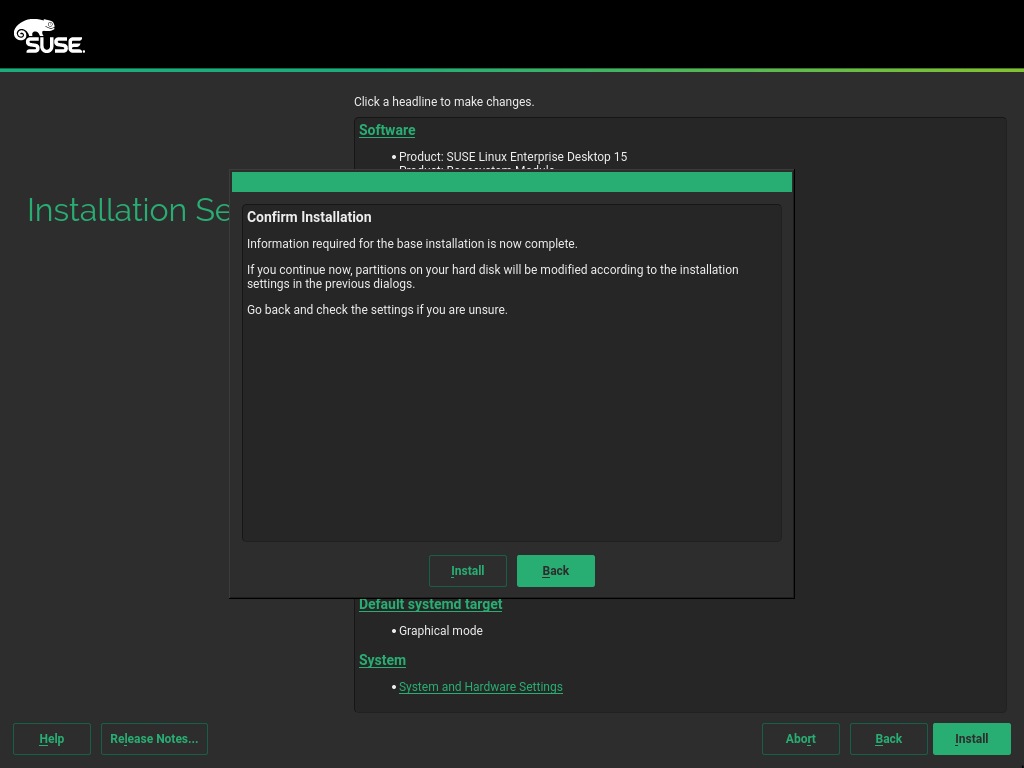 SUSE.
Click a headline to make changes.
Software
• Product: SUSE Linux Enterprise Desktop 15
• Product: Basesystem Module
Installation Se
Confirm Installation
Information required for the base installation is now complete.
If you continue now, partitions on your hard disk will be modified according to the installation
settings in the previous dialogs.
Go back and check the settings if you are unsure.
Install
Back
Default systemd target
• Graphical mode
System
• System and Hardware Settings
Help
Release Notes...
Abort
Back
Install